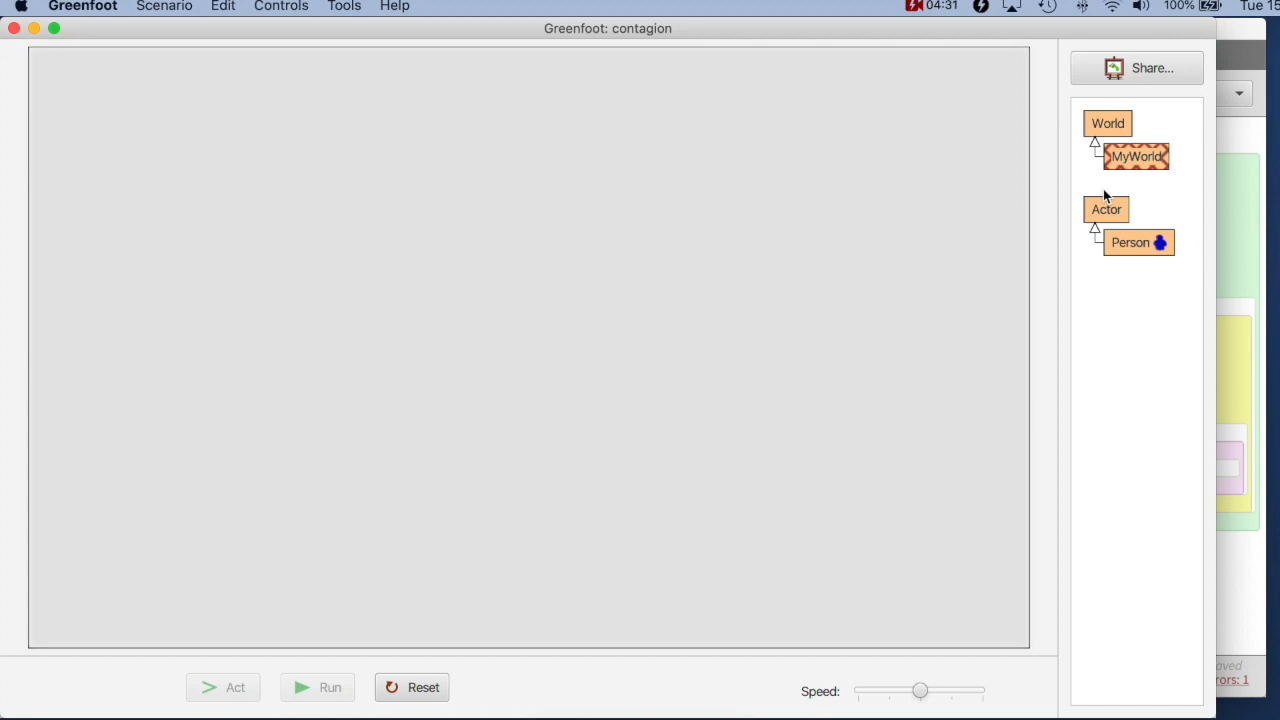 Greenfoot Scenario Edit Controls Tools Help 04:31 100% Tue 15
Greenfoot: contagion
Share...
World
MyWorld
Actor
Person
aved
rors: 1
Act Run Reset Speed: